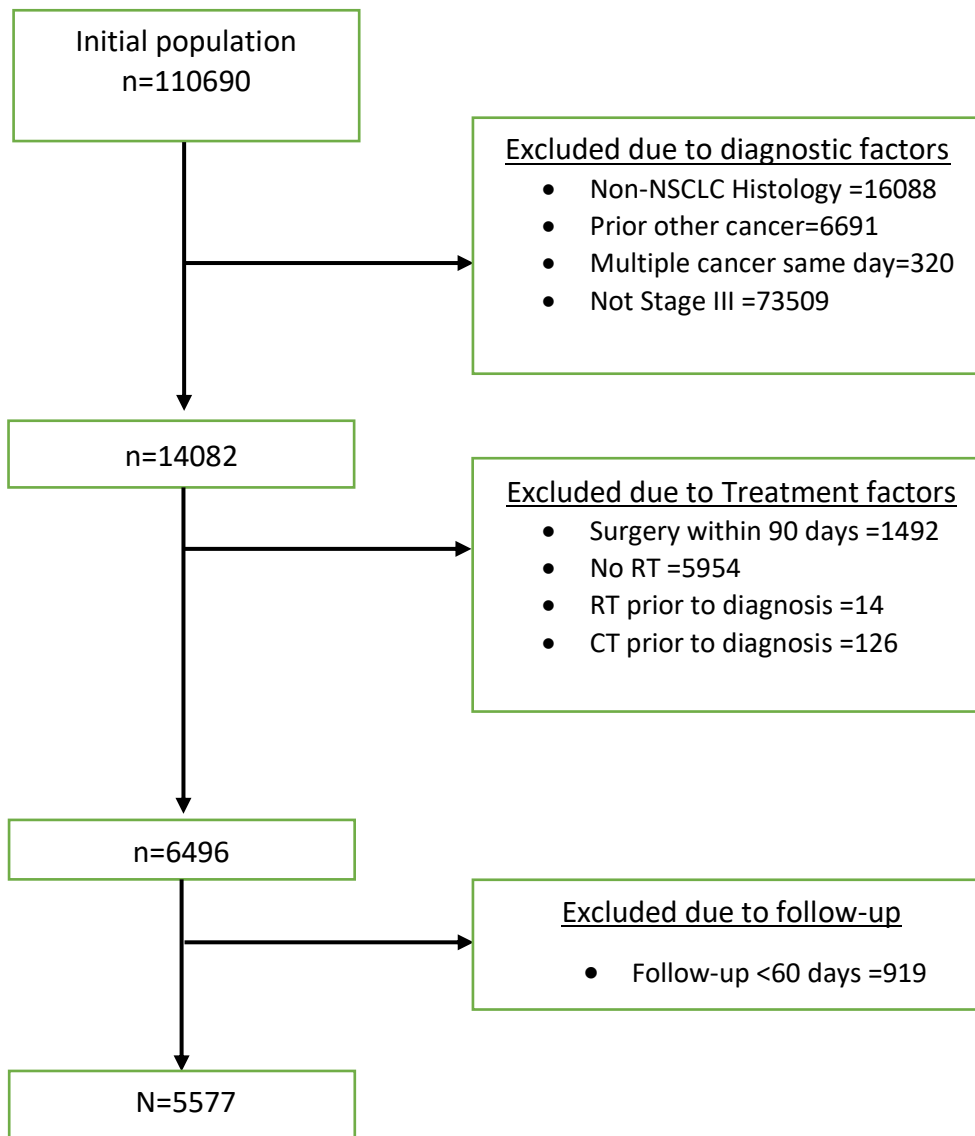 Initial population
n=110690
Excluded due to diagnostic factors
• Non-NSCLC Histology =16088
• Prior other cancer=6691
• Multiple cancer same day=320
• Not Stage III =73509
n=14082
Excluded due to Treatment factors
• Surgery within 90 days =1492
• No RT =5954
• RT prior to diagnosis =14
• CT prior to diagnosis =126
n=6496
Excluded due to follow-up
• Follow-up <60 days =919
N=5577